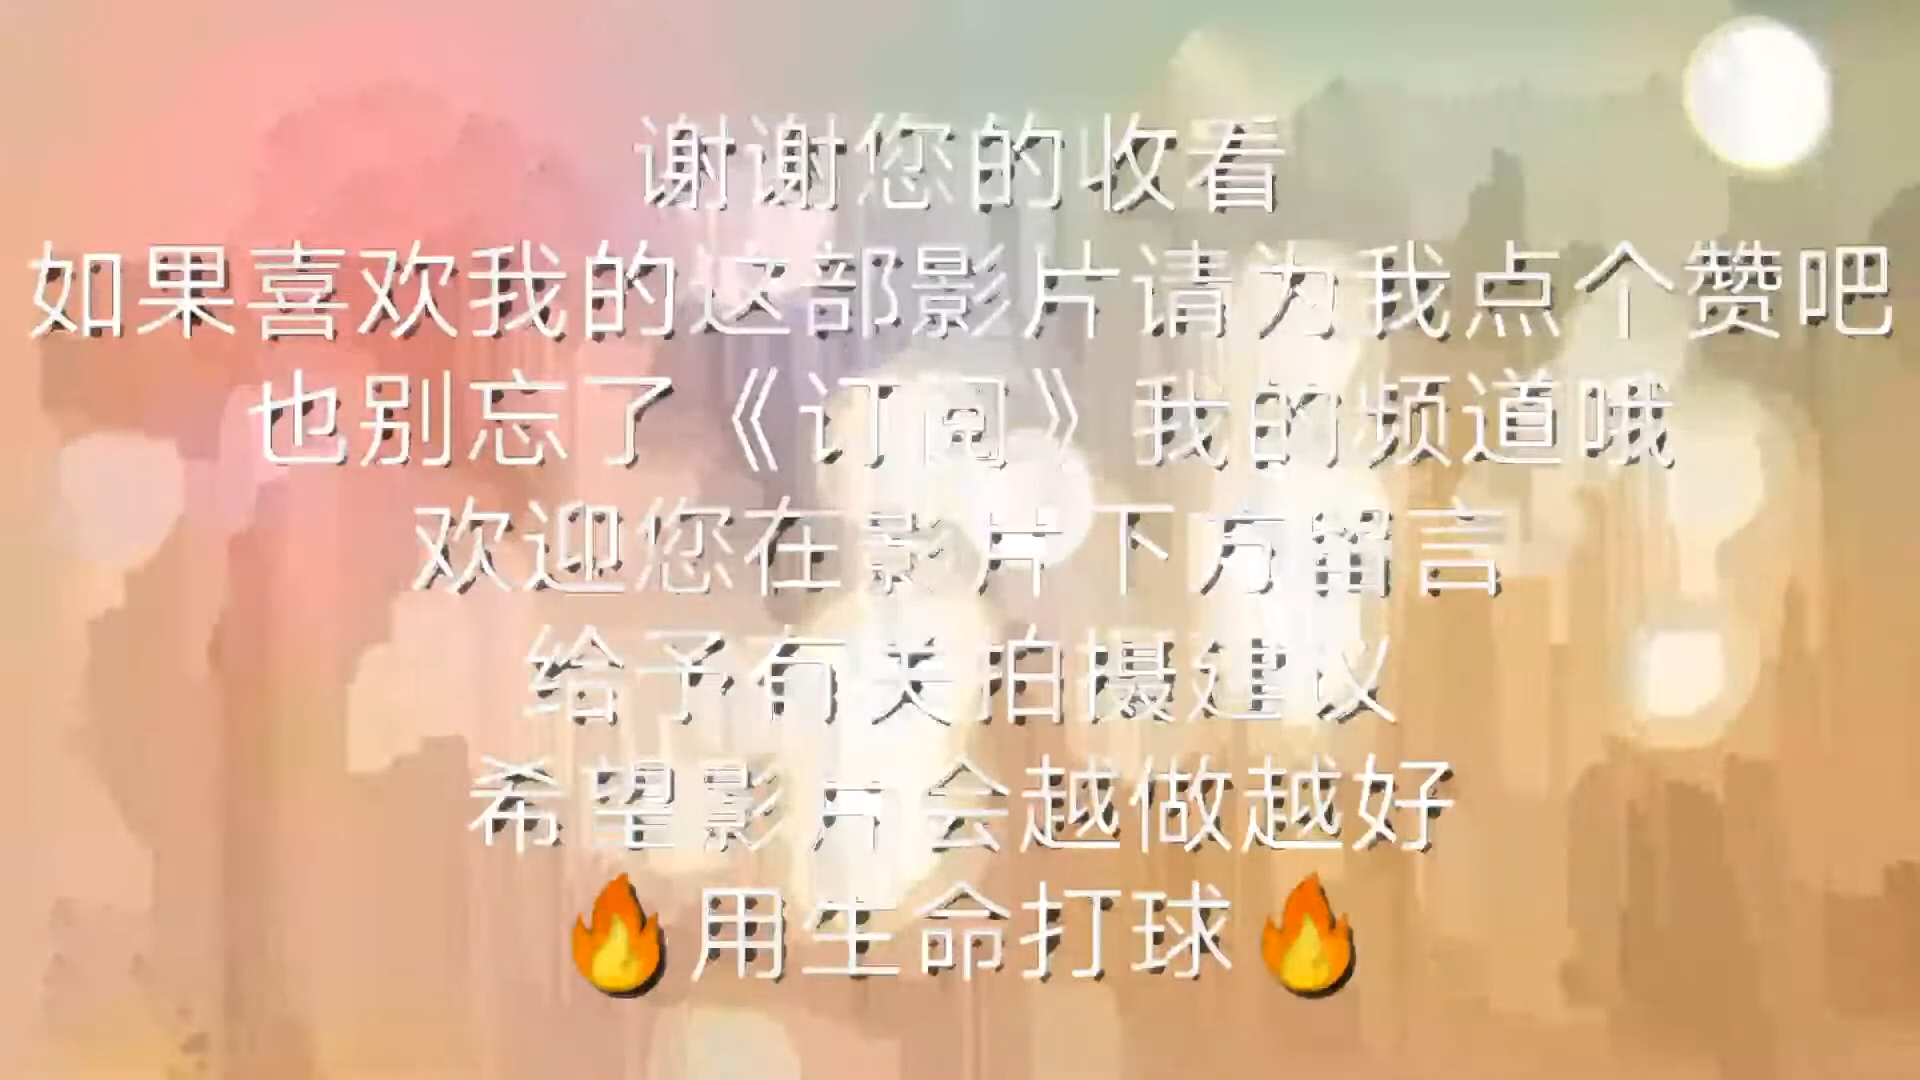 谢谢您的收看
如果喜欢我的这部影片请为我点个赞吧
也别忘了《订阅》我的频道哦
欢迎您在影片下方留言
给予有关拍摄建议
希望影片会越做越好
🔥用生命打球🔥